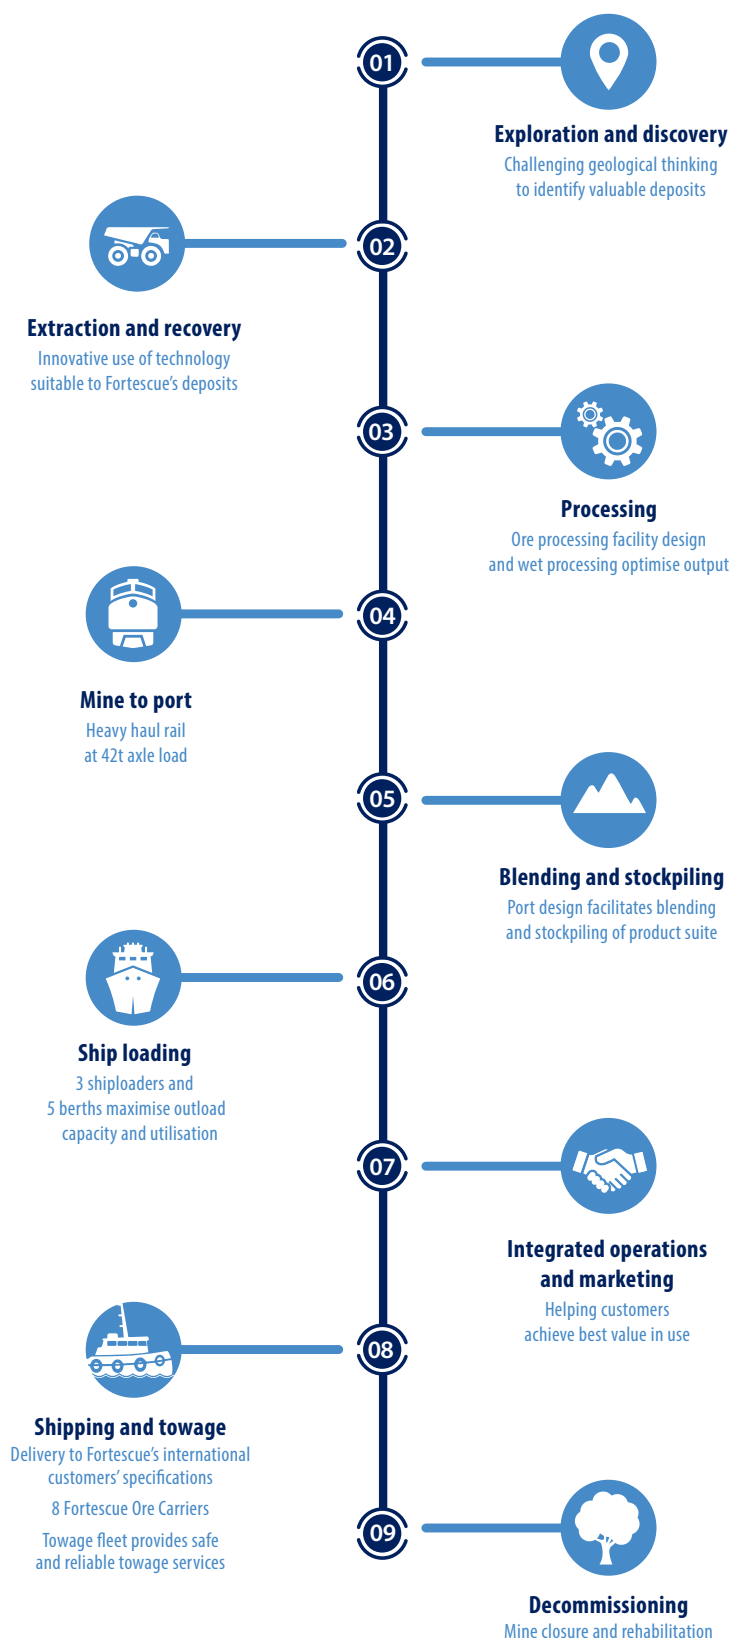 01
Exploration and discovery
Challenging geological thinking
to identify valuable deposits
02
Extraction and recovery
Innovative use of technology
suitable to Fortescue's deposits
03
Processing
Ore processing facility design
and wet processing optimise output
04
Mine to port
Heavy haul rail
at 42t axle load
05
Blending and stockpiling
Port design facilitates blending
and stockpiling of product suite
06
Ship loading
3 shiploaders and
5 berths maximise outload
capacity and utilisation
07
Integrated operations
and marketing
Helping customers
achieve best value in use
08
Shipping and towage
Delivery to Fortescue's international
customers' specifications
8 Fortescue Ore Carriers
Towage fleet provides safe
and reliable towage services
09
Decommissioning
Mine closure and rehabilitation